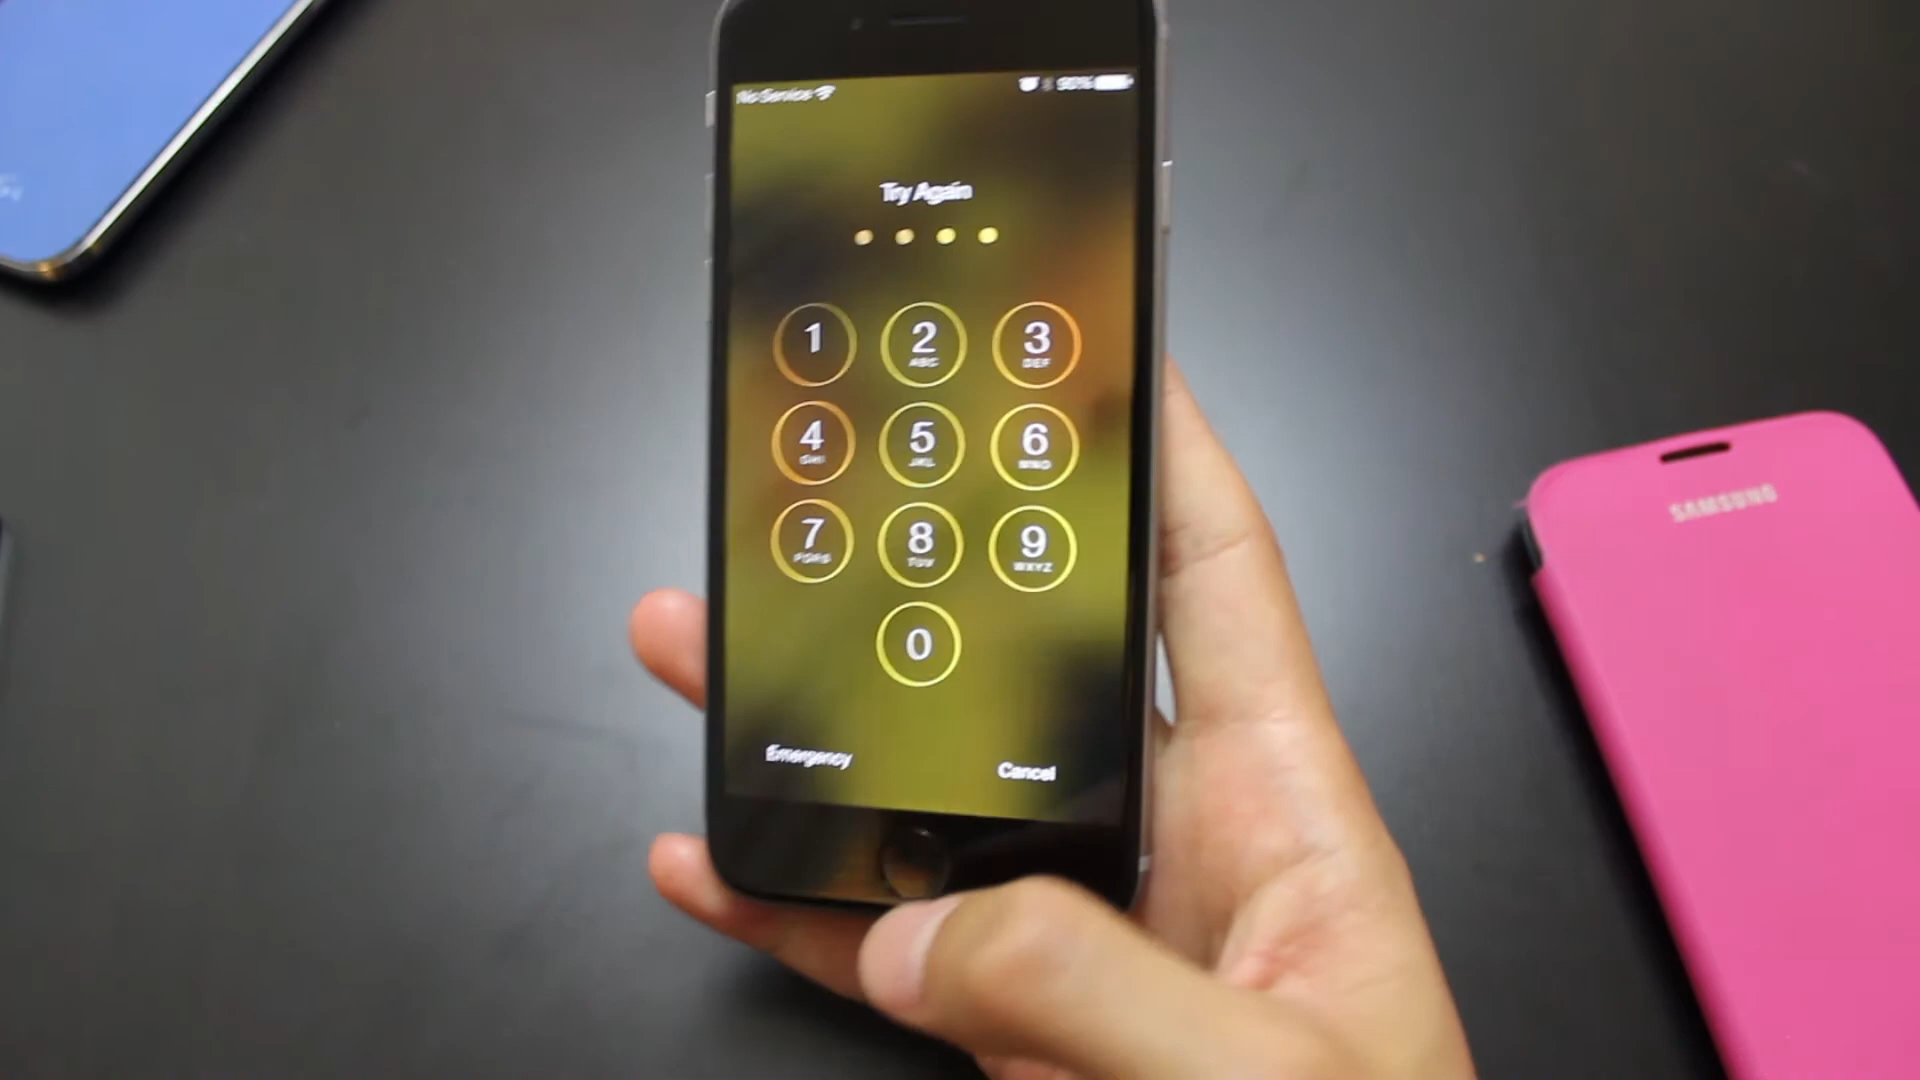 No Service
90%
Try Again
1
2
ABC
3
DEF
4
GHI
5
JKL
6
MNO
7
PQRS
8
TUV
9
WXYZ
0
Emergency
Cancel
SAMSUNG